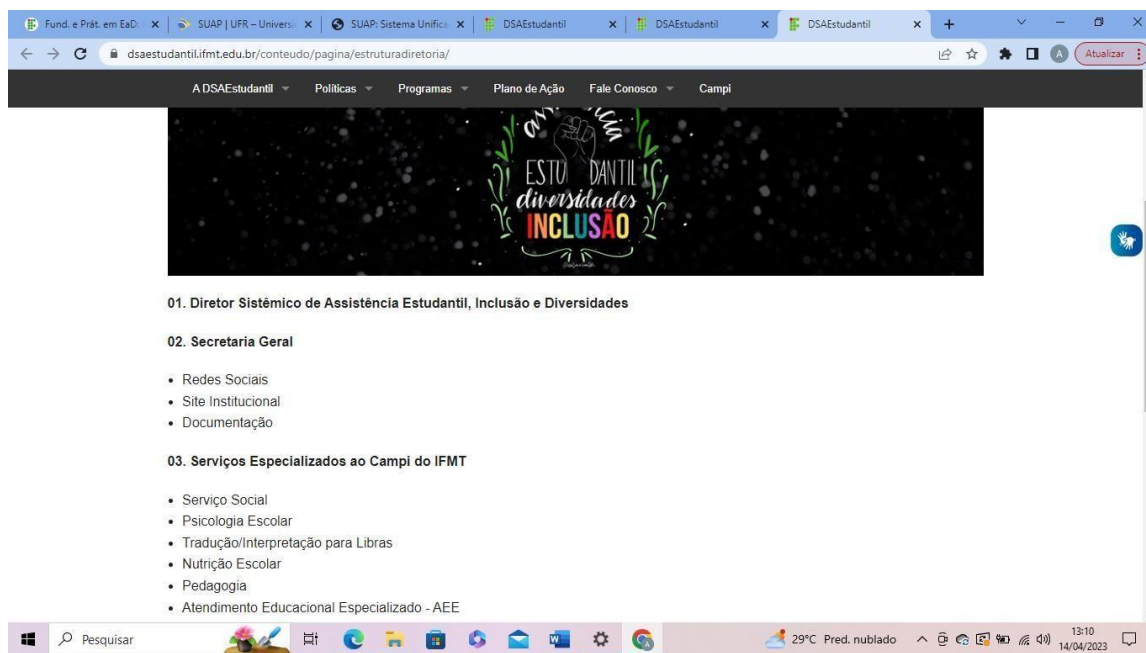 Fund. e Prát. em EaD:
SUAP | UFR – Univers
SUAP: Sistema Unifica
DSAEstudantil
DSAEstudantil
DSAEstudantil
dsaestudantil.ifmt.edu.br/conteudo/pagina/estruturadiretoria/
A
Atualizar
A DSAEstudantil
Políticas
Programas
Plano de Ação
Fale Conosco
Campi
ESTU DANTIL
diversidades
INCLUSÃO
01. Diretor Sistêmico de Assistência Estudantil, Inclusão e Diversidades
02. Secretaria Geral
• Redes Sociais
• Site Institucional
• Documentação
03. Serviços Especializados ao Campi do IFMT
• Serviço Social
• Psicologia Escolar
• Tradução/Interpretação para Libras
• Nutrição Escolar
• Pedagogia
• Atendimento Educacional Especializado - AEE
Pesquisar
29°C Pred. nublado
13:10
14/04/2023